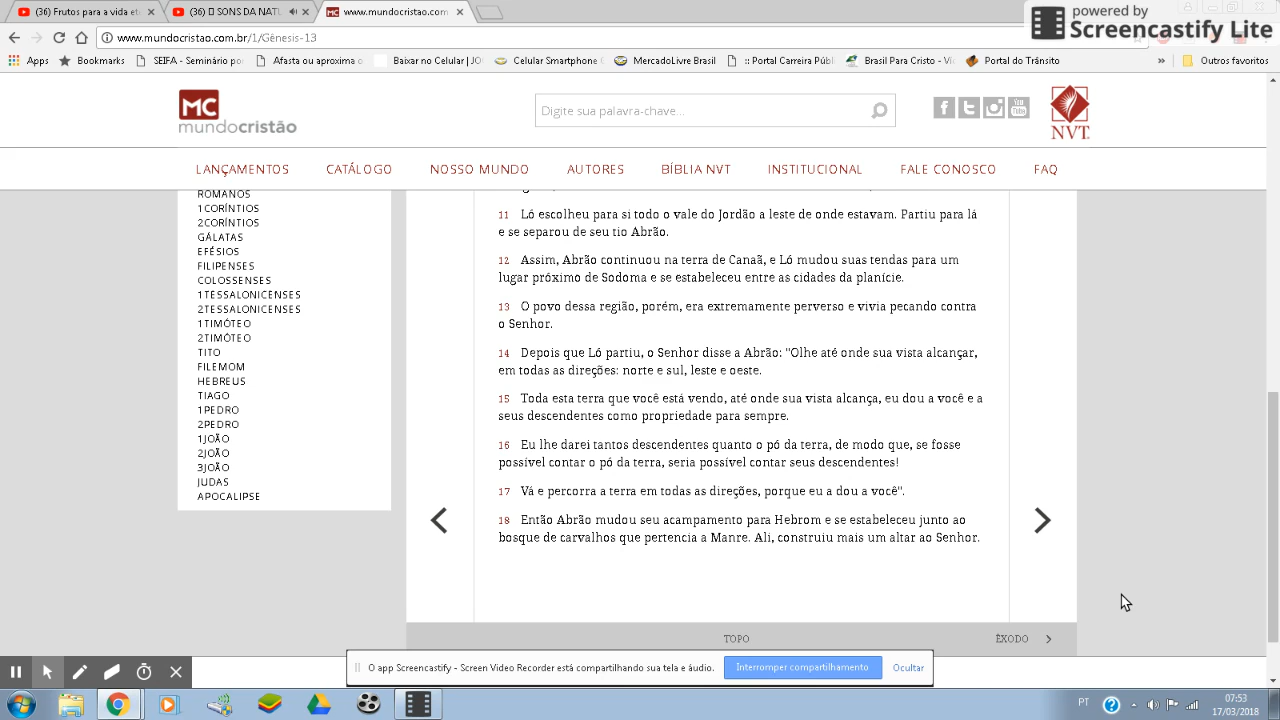 (36) Frutos para a vida et
(36) SONS DA NATU
www.mundocristao.com
powered by
Screencastify Lite
www.mundocristao.com.br/1/Gênesis-13
Apps
Bookmarks
SEIFA - Seminário po
Afasta ou aproxima o
Baixar no Celular | JO
Celular Smartphone
MercadoLivre Brasil
:: Portal Carreira Públi
Brasil Para Cristo - Vi
Portal do Trânsito
»
Outros favoritos
MC
mundocristão
Digite sua palavra-chave...
NVT
LANÇAMENTOS
CATÁLOGO
NOSSO MUNDO
AUTORES
BÍBLIA NVT
INSTITUCIONAL
FALE CONOSCO
FAQ
ROMANOS
1CORÍNTIOS
2CORÍNTIOS
GÁLATAS
EFÉSIOS
FILIPENSES
COLOSSENSES
1TESSALONICENSES
2TESSALONICENSES
1TIMÓTEO
2TIMÓTEO
TITO
FILEMOM
HEBREUS
TIAGO
1PEDRO
2PEDRO
1JOÃO
2JOÃO
3JOÃO
JUDAS
APOCALIPSE
11 Ló escolheu para si todo o vale do Jordão a leste de onde estavam. Partiu para lá
e se separou de seu tio Abrão.
12 Assim, Abrão continuou na terra de Canaã, e Ló mudou suas tendas para um
lugar próximo de Sodoma e se estabeleceu entre as cidades da planície.
13 O povo dessa região, porém, era extremamente perverso e vivia pecando contra
o Senhor.
14 Depois que Ló partiu, o Senhor disse a Abrão: "Olhe até onde sua vista alcançar,
em todas as direções: norte e sul, leste e oeste.
15 Toda esta terra que você está vendo, até onde sua vista alcança, eu dou a você e a
seus descendentes como propriedade para sempre.
16 Eu lhe darei tantos descendentes quanto o pó da terra, de modo que, se fosse
possível contar o pó da terra, seria possível contar seus descendentes!
17 Vá e percorra a terra em todas as direções, porque eu a dou a você".
18 Então Abrão mudou seu acampamento para Hebrom e se estabeleceu junto ao
bosque de carvalhos que pertencia a Manre. Ali, construiu mais um altar ao Senhor.
TOPO
ÊXODO
O app Screencastify - Screen Video Recorder está compartilhando sua tela e áudio.
Interromper compartilhamento
Ocultar
PT
07:53
17/03/2018